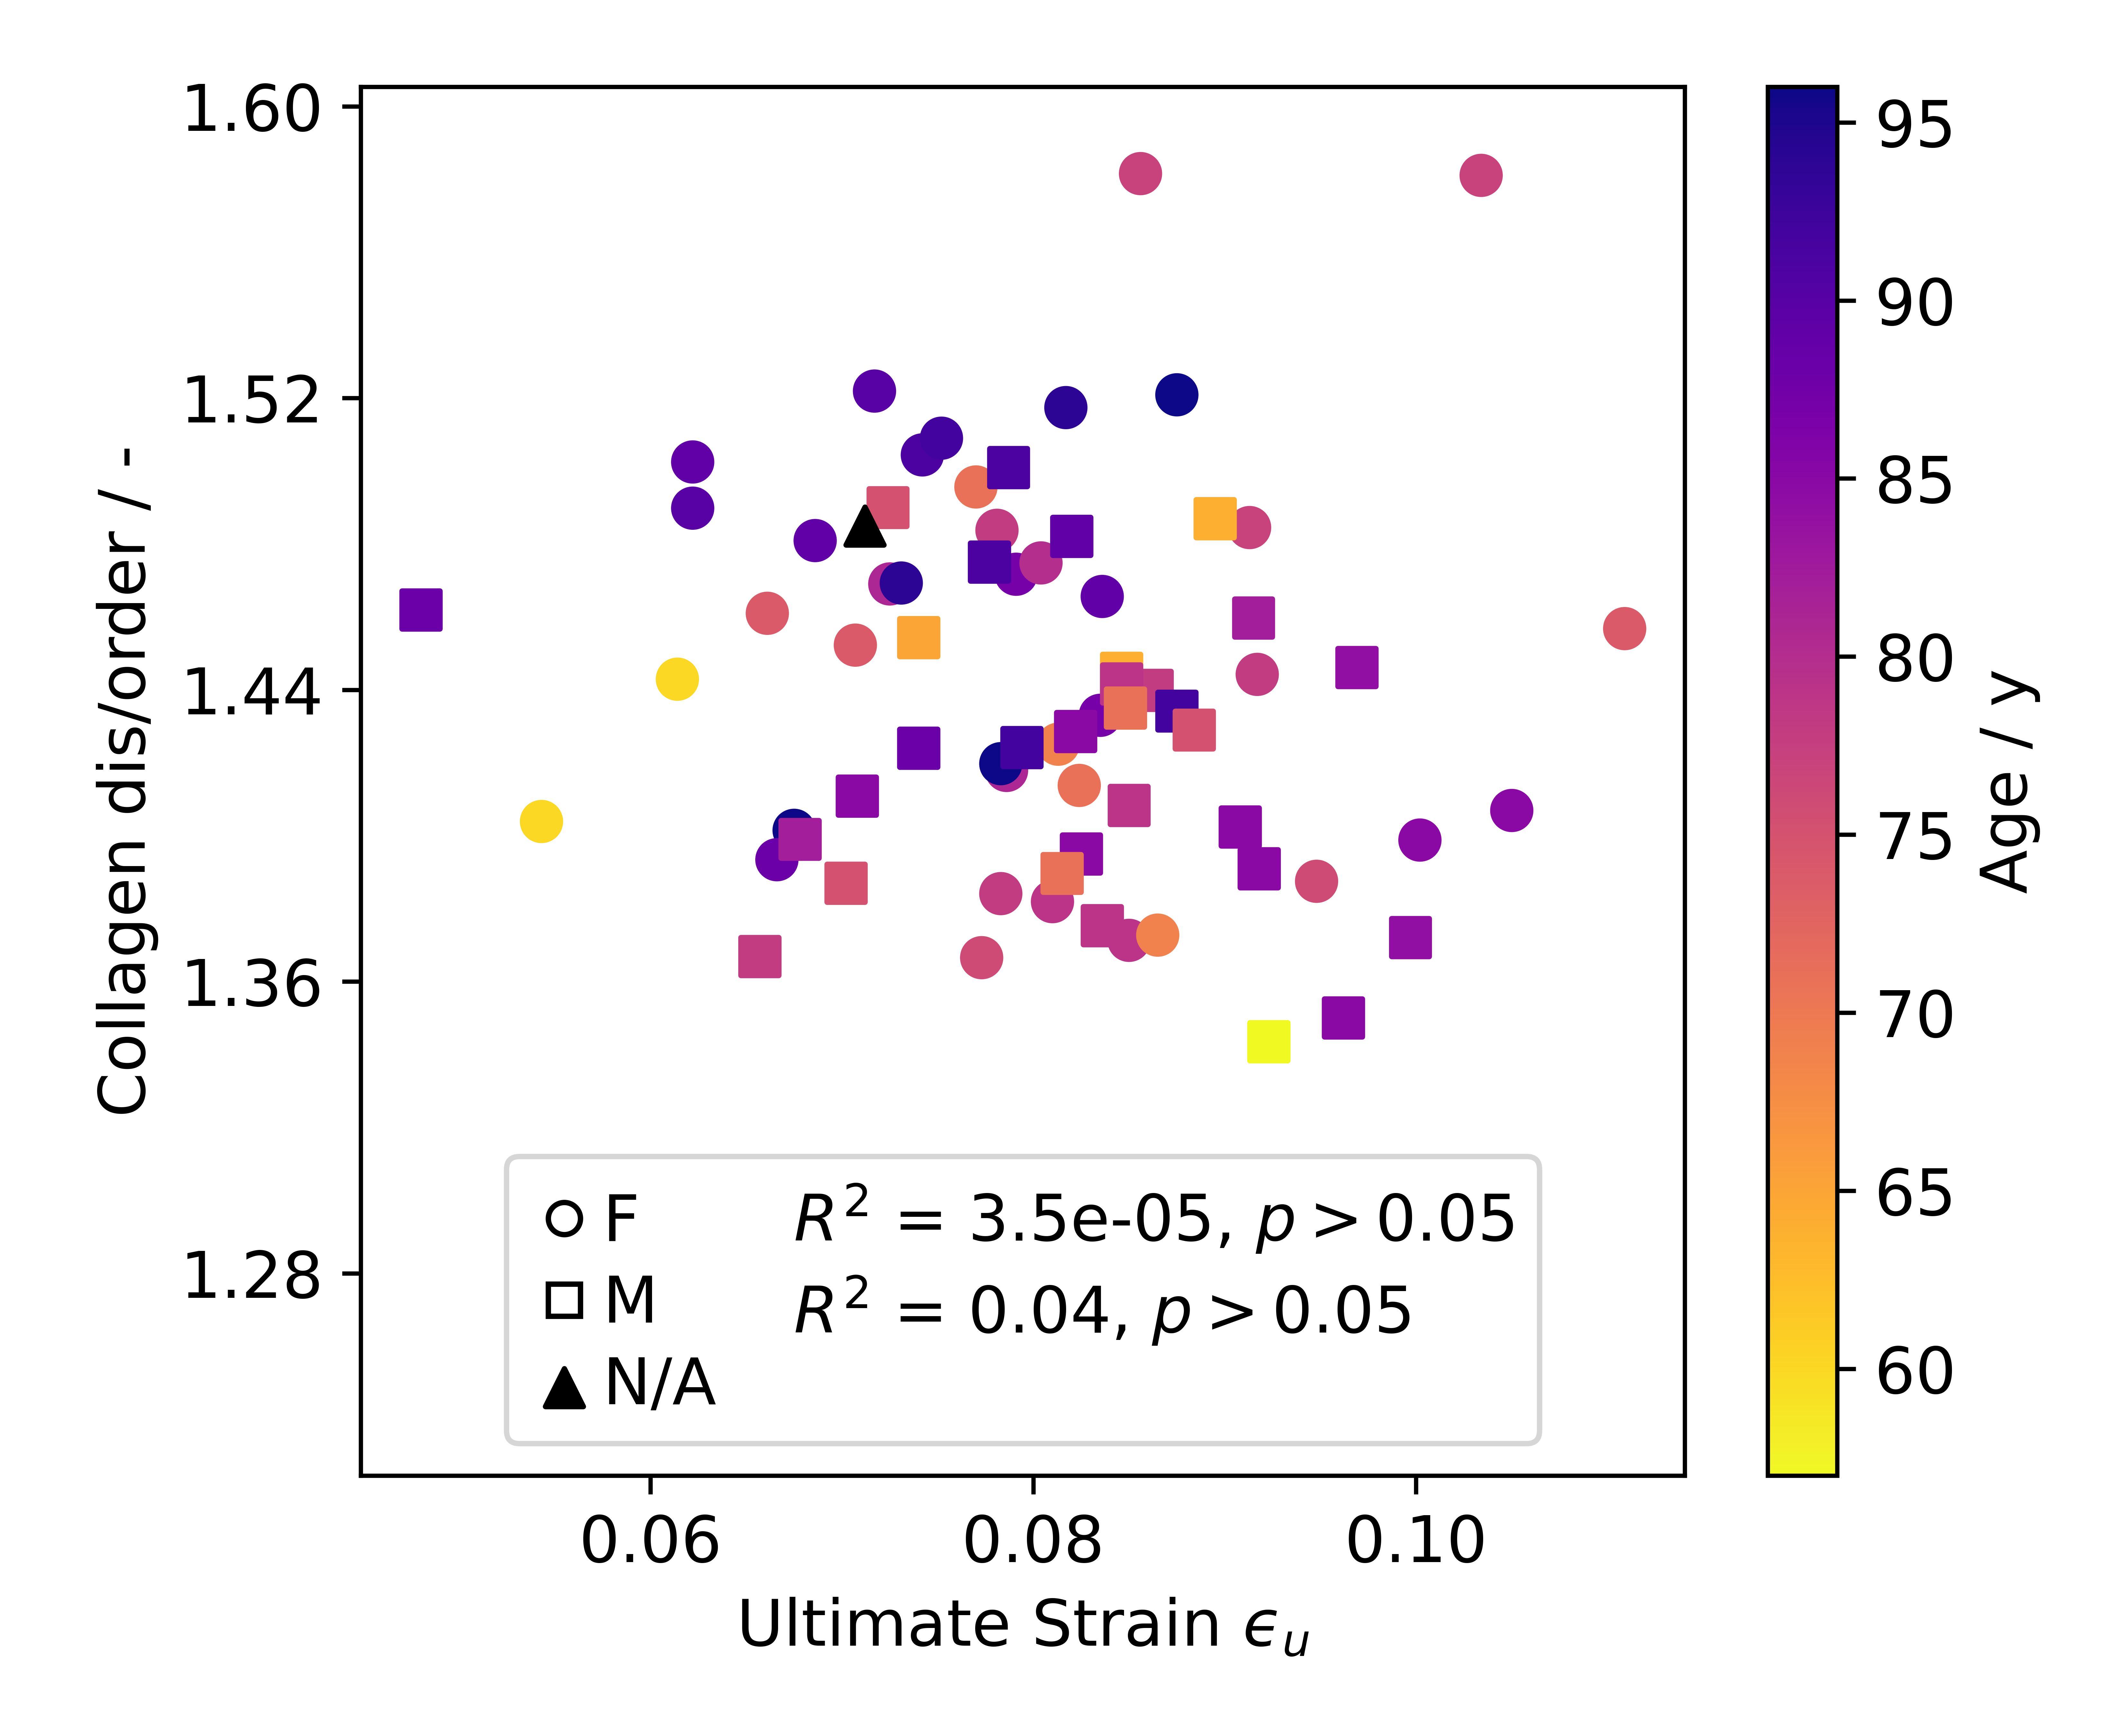 1.60
1.52
1.44
1.36
1.28
Collagen dis/order / -
F R² = 3.5e-05, p > 0.05
M R² = 0.04, p > 0.05
N/A
0.06 0.08 0.10
Ultimate Strain ϵᵤ
95
90
85
80
75
70
65
60
Age / y